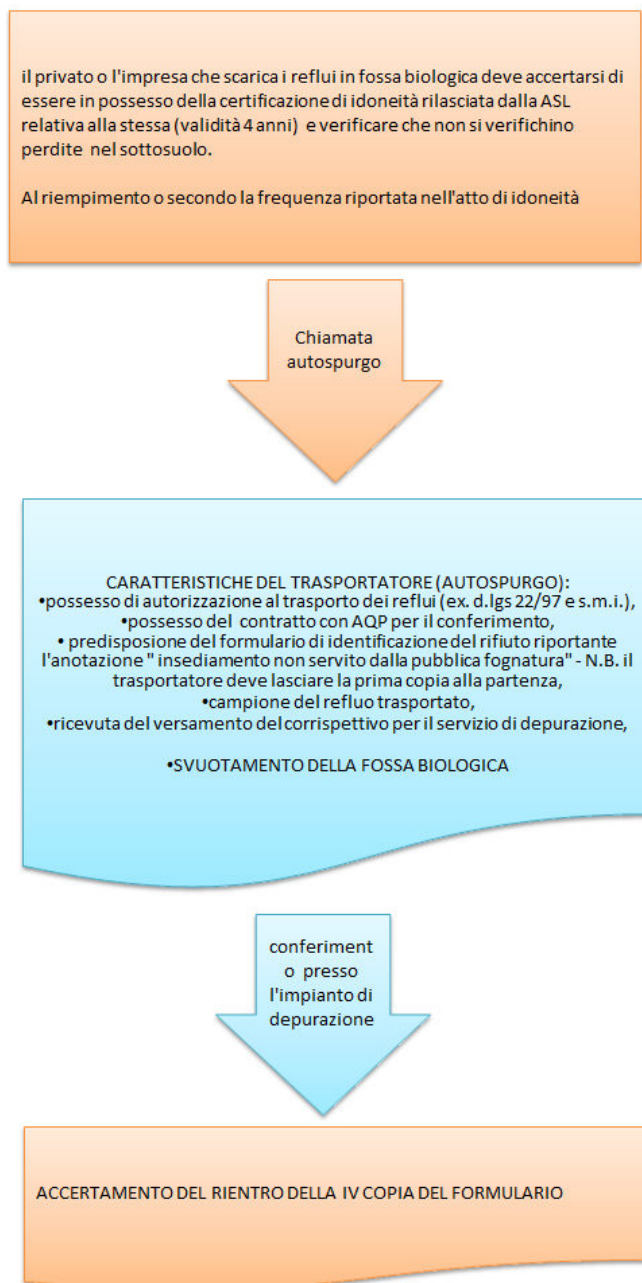 il privato o l'impresa che scarica i reflui in fossa biologica deve accertarsi di
essere in possesso della certificazione di idoneità rilasciata dalla ASL
relativa alla stessa (validità 4 anni) e verificare che non si verifichino
perdite nel sottosuolo.
Al riempimento o secondo la frequenza riportata nell'atto di idoneità
Chiamata
autospurgo
CARATTERISTICHE DEL TRASPORTATORE (AUTOSPURGO):
•possesso di autorizzazione al trasporto dei reflui (ex. d.lgs 22/97 e s.m.i.),
•possesso del contratto con AQP per il conferimento,
• predisposione del formulario di identificazione del rifiuto riportante
l'anotazione " insediamento non servito dalla pubblica fognatura" - N.B. il
trasportatore deve lasciare la prima copia alla partenza,
•campione del refluo trasportato,
•ricevuta del versamento del corrispettivo per il servizio di depurazione,
•SVUOTAMENTO DELLA FOSSA BIOLOGICA
conferiment
o presso
l'impianto di
depurazione
ACCERTAMENTO DEL RIENTRO DELLA IV COPIA DEL FORMULARIO